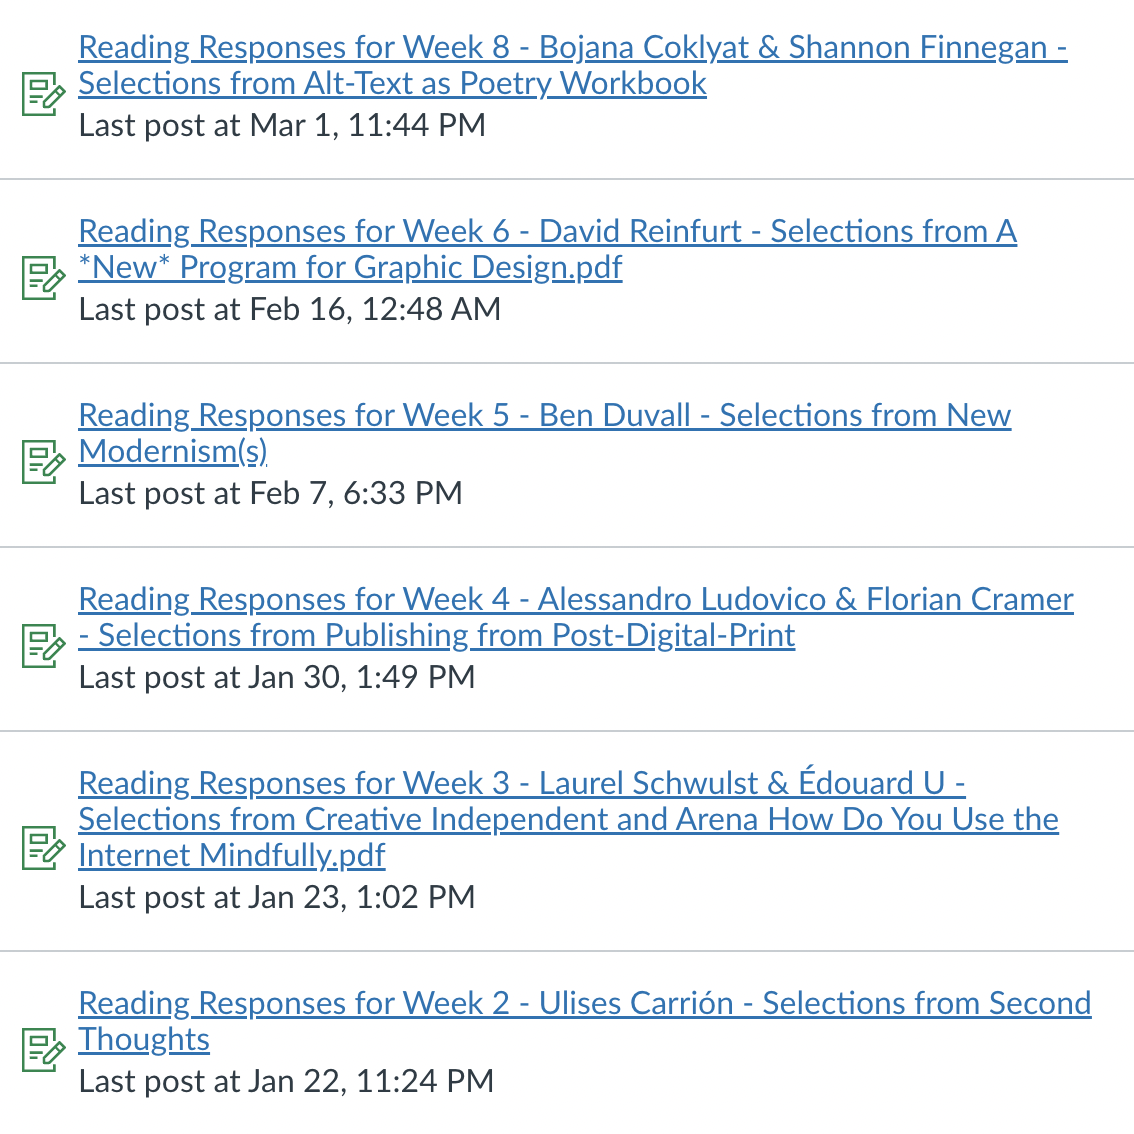 Reading Responses for Week 8 - Bojana Coklyat & Shannon Finnegan -
Selections from Alt-Text as Poetry Workbook
Last post at Mar 1, 11:44 PM
Reading Responses for Week 6 - David Reinfurt - Selections from A
*New* Program for Graphic Design.pdf
Last post at Feb 16, 12:48 AM
Reading Responses for Week 5 - Ben Duvall - Selections from New
Modernism(s)
Last post at Feb 7, 6:33 PM
Reading Responses for Week 4 - Alessandro Ludovico & Florian Cramer
- Selections from Publishing from Post-Digital-Print
Last post at Jan 30, 1:49 PM
Reading Responses for Week 3 - Laurel Schwulst & Édouard U -
Selections from Creative Independent and Arena How Do You Use the
Internet Mindfully.pdf
Last post at Jan 23, 1:02 PM
Reading Responses for Week 2 - Ulises Carrión - Selections from Second
Thoughts
Last post at Jan 22, 11:24 PM